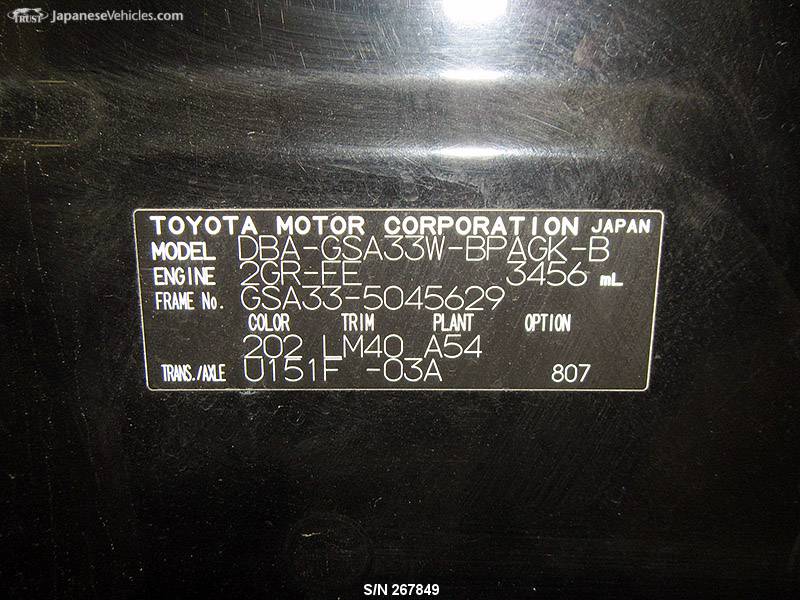 TRUST JapaneseVehicles.com
TOYOTA MOTOR CORPORATION JAPAN
MODEL DBA-GSA33W-BPAGK-B
ENGINE 2GR-FE 3456 mL
FRAME No. GSA33-5045629
COLOR TRIM PLANT OPTION
202 LM40 A54
TRANS./AXLE U151F -03A 807
S/N 267849